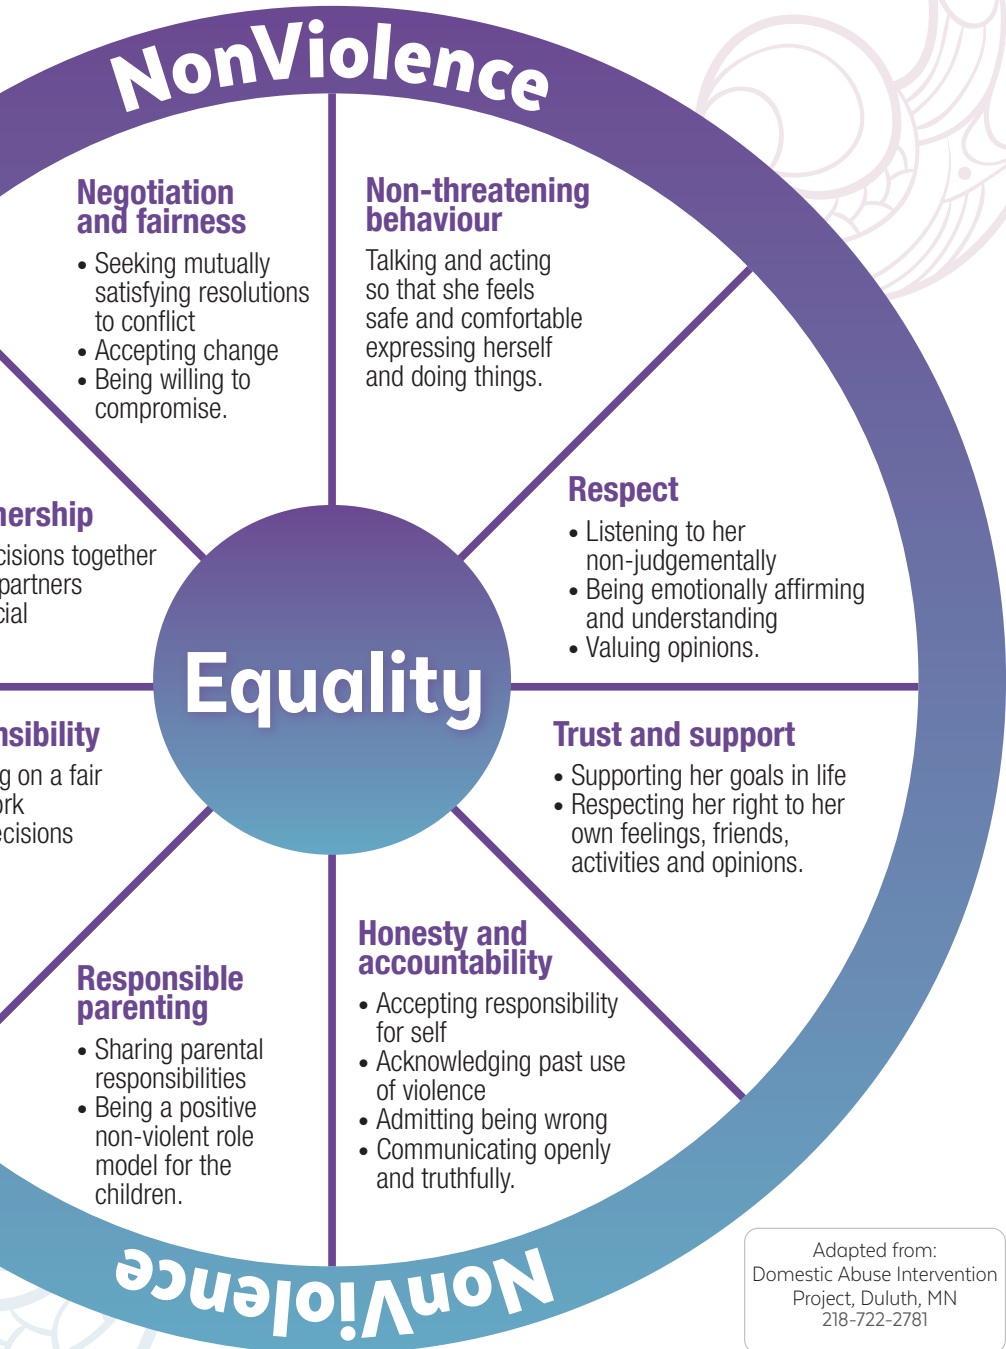 NonViolence
Negotiation
and fairness
• Seeking mutually
satisfying resolutions
to conflict
• Accepting change
• Being willing to
compromise.
Non-threatening
behaviour
Talking and acting
so that she feels
safe and comfortable
expressing herself
and doing things.
Respect
• Listening to her
non-judgementally
• Being emotionally affirming
and understanding
• Valuing opinions.
together
partners
Equality
on a fair
Trust and support
• Supporting her goals in life
• Respecting her right to her
own feelings, friends,
activities and opinions.
Honesty and
accountability
• Accepting responsibility
for self
• Acknowledging past use
of violence
• Admitting being wrong
• Communicating openly
and truthfully.
Responsible
parenting
• Sharing parental
responsibilities
• Being a positive
non-violent role
model for the
children.
NonViolence
Adapted from:
Domestic Abuse Intervention
Project, Duluth, MN
218-722-2781